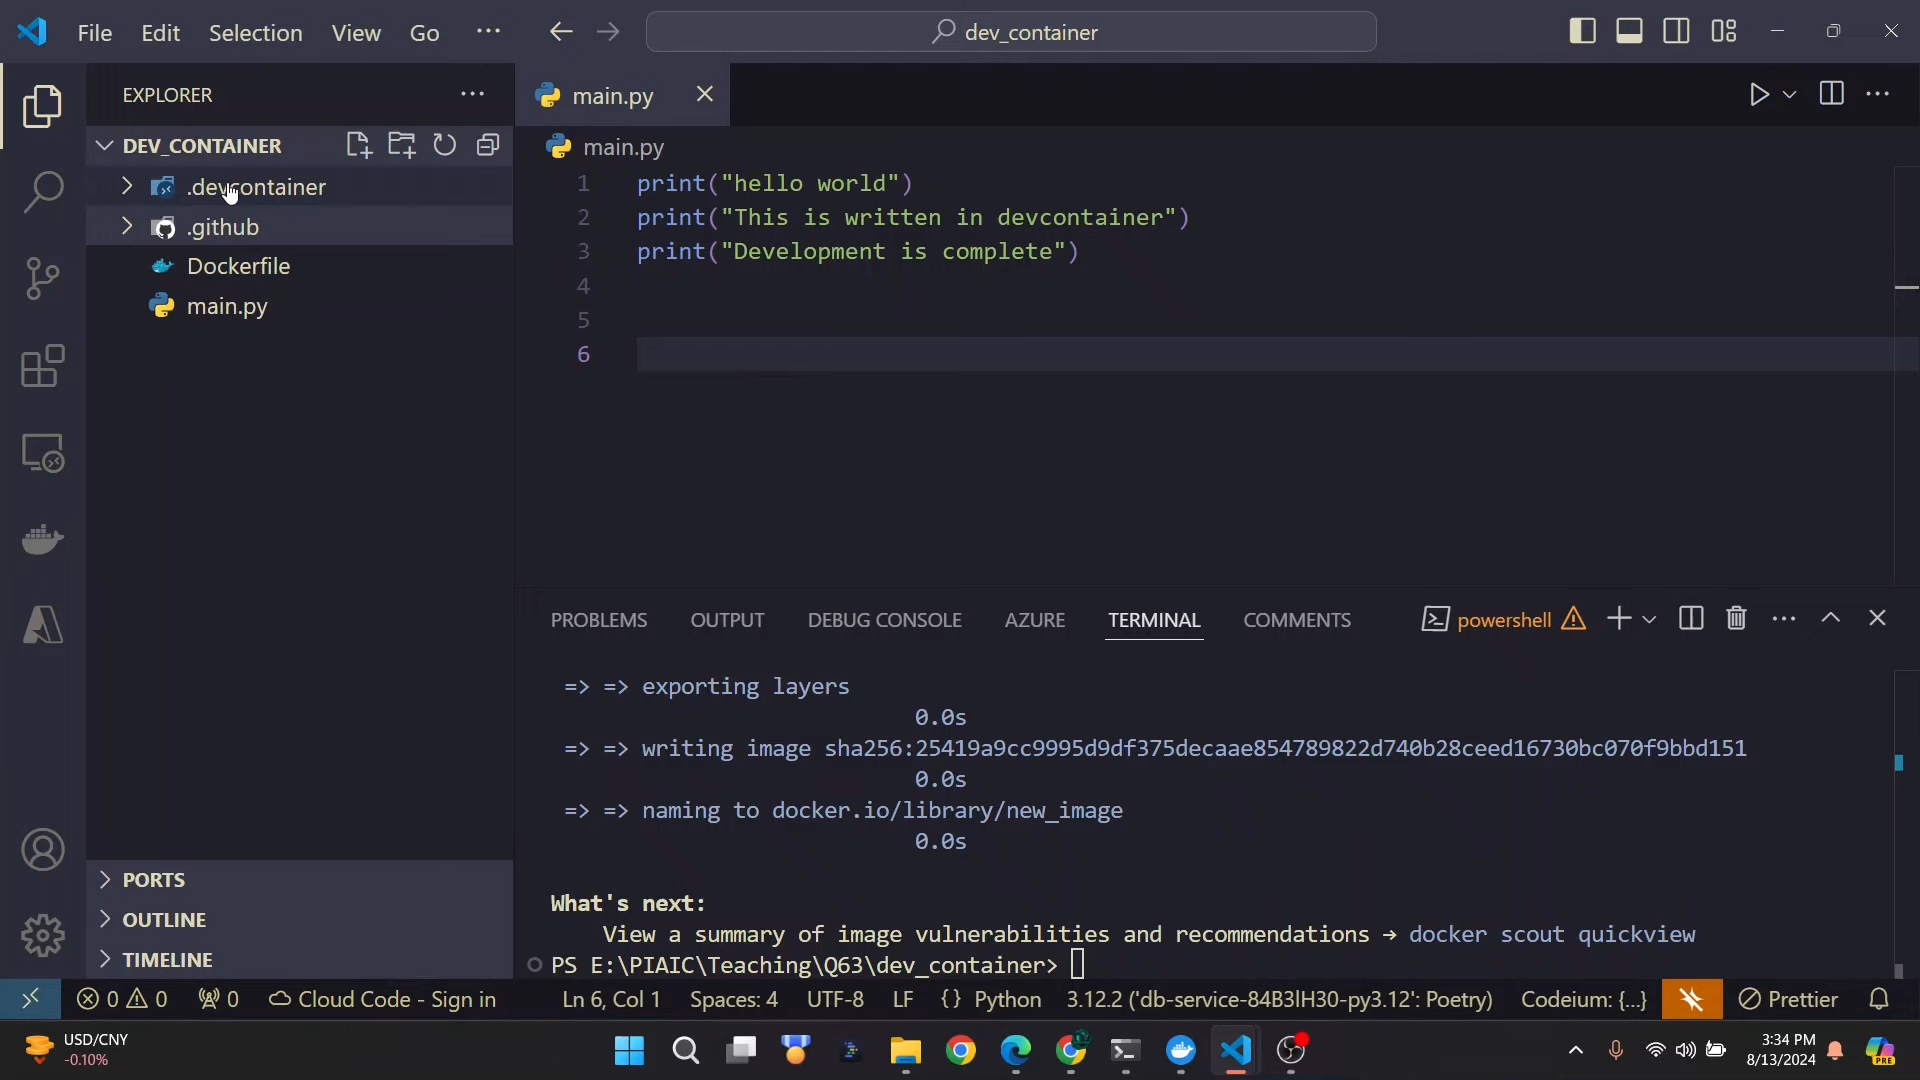 File Edit Selection View Go ... dev_container
EXPLORER
DEV_CONTAINER
.devcontainer
.github
Dockerfile
main.py
PORTS
OUTLINE
TIMELINE
main.py
main.py
1 print("hello world")
2 print("This is written in devcontainer")
3 print("Development is complete")
4
5
6
PROBLEMS OUTPUT DEBUG CONSOLE AZURE TERMINAL COMMENTS powershell
=> => exporting layers
0.0s
=> => writing image sha256:25419a9cc9995d9df375decaae854789822d740b28ceed16730bc070f9bbd151
0.0s
=> => naming to docker.io/library/new_image
0.0s
What's next:
View a summary of image vulnerabilities and recommendations → docker scout quickview
PS E:\PIAIC\Teaching\Q63\dev_container>
0 0 0 Cloud Code - Sign in Ln 6, Col 1 Spaces: 4 UTF-8 LF {} Python 3.12.2 ('db-service-84B3lH30-py3.12': Poetry) Codeium: {...} Prettier
USD/CNY
-0.10%
3:34 PM
8/13/2024
PRE